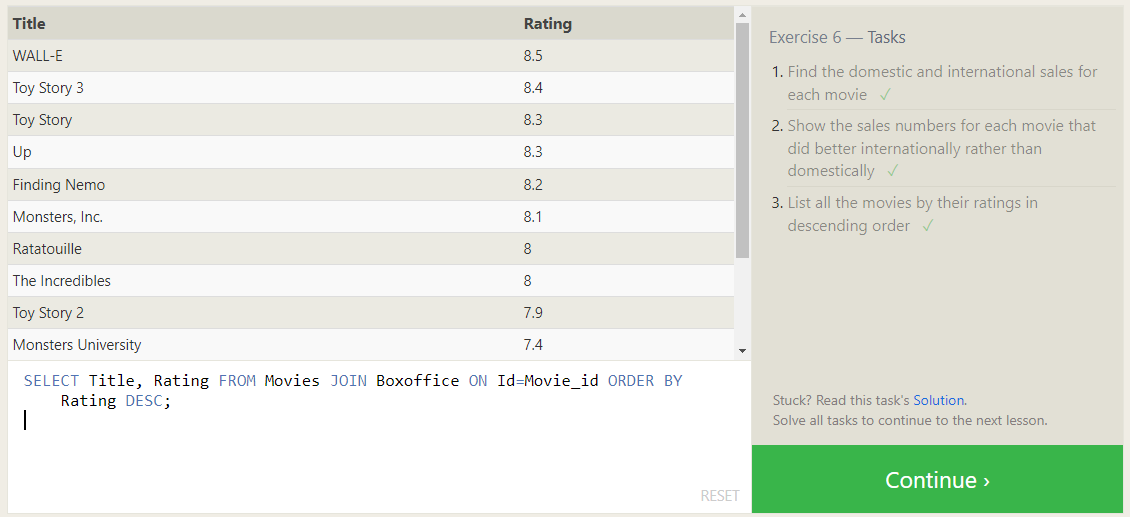 Title Rating
WALL-E 8.5
Toy Story 3 8.4
Toy Story 8.3
Up 8.3
Finding Nemo 8.2
Monsters, Inc. 8.1
Ratatouille 8
The Incredibles 8
Toy Story 2 7.9
Monsters University 7.4
SELECT Title, Rating FROM Movies JOIN Boxoffice ON Id=Movie_id ORDER BY
Rating DESC;
RESET
Exercise 6 — Tasks
1. Find the domestic and international sales for
each movie ✓
2. Show the sales numbers for each movie that
did better internationally rather than
domestically ✓
3. List all the movies by their ratings in
descending order ✓
Stuck? Read this task's Solution.
Solve all tasks to continue to the next lesson.
Continue ›